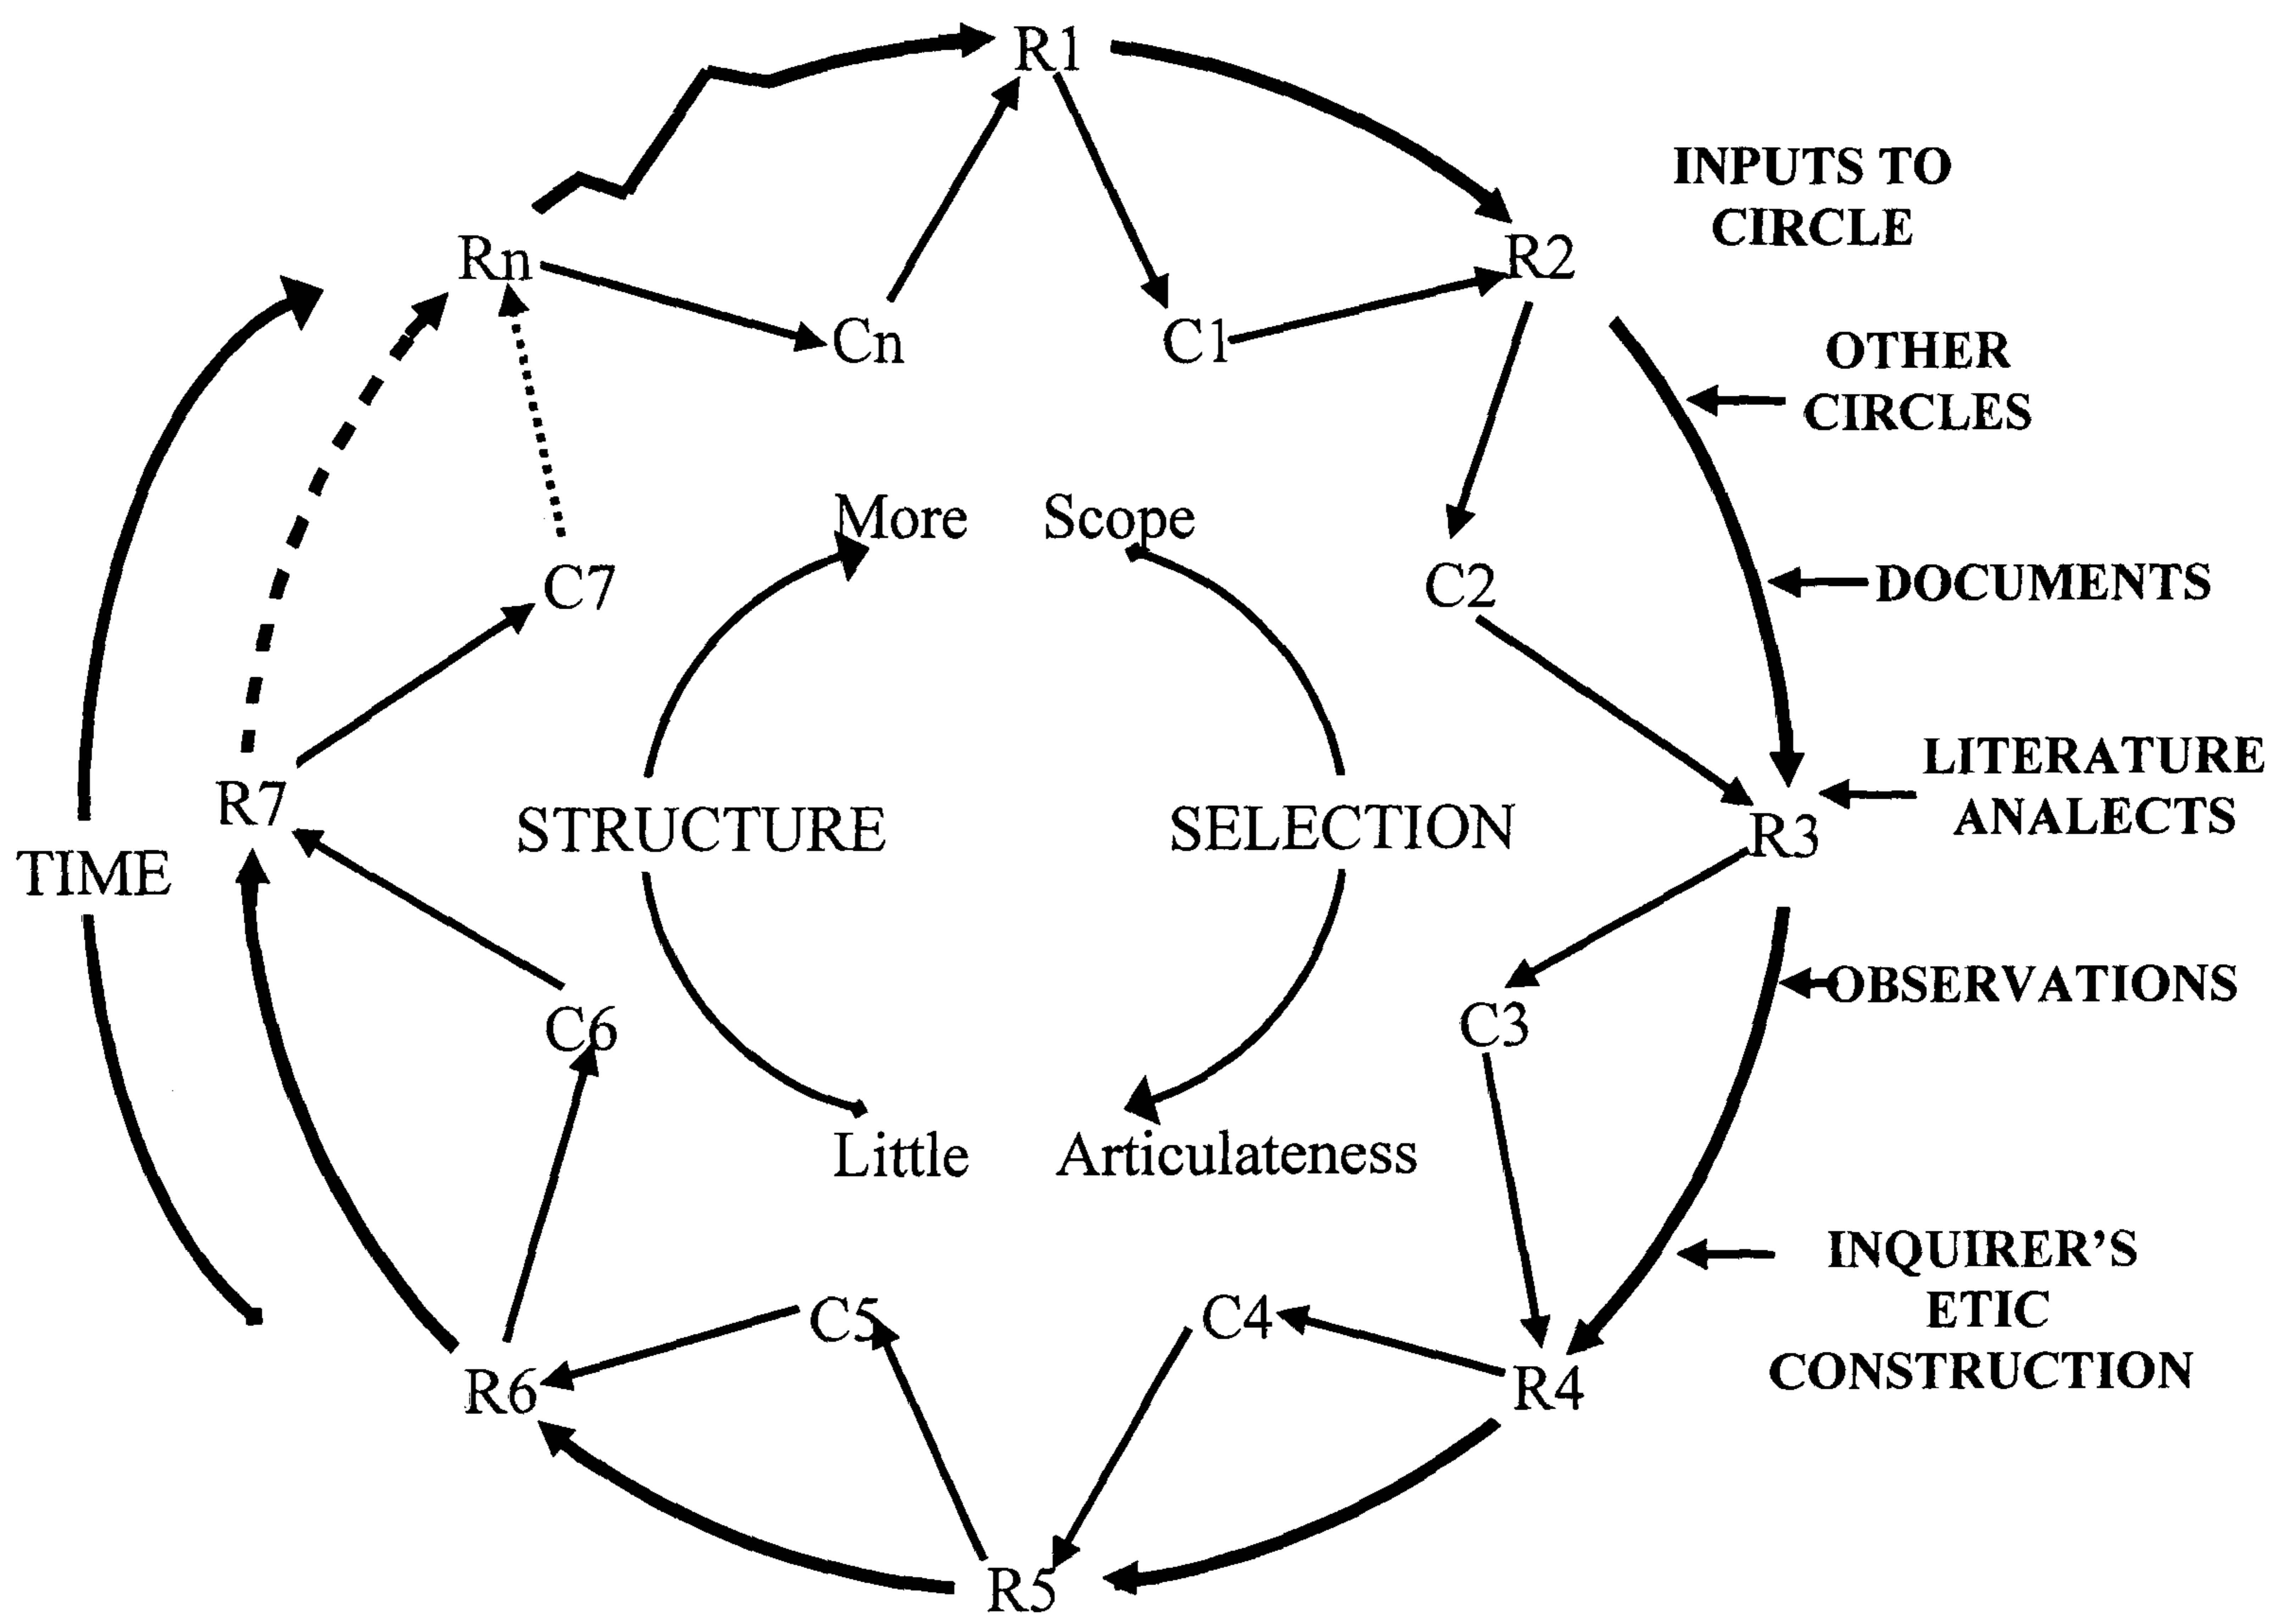 R1
INPUTS TO
CIRCLE
Rn
R2
Cn
C1
OTHER
CIRCLES
More
Scope
C7
C2
DOCUMENTS
LITERATURE
ANALECTS
R7
STRUCTURE
SELECTION
R3
TIME
OBSERVATIONS
C6
C3
Little
Articulateness
INQUIRER'S
ETIC
CONSTRUCTION
C5
C4
R6
R4
R5